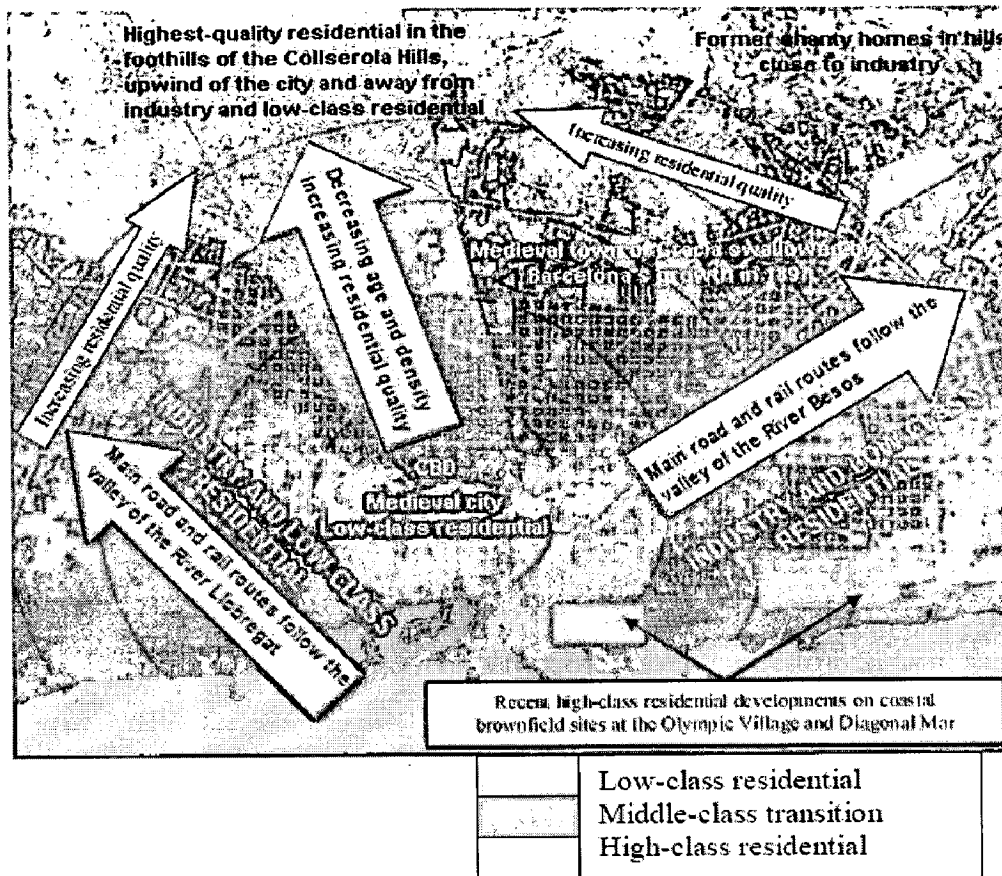 Highest-quality residential in the
foothills of the Collserola Hills,
upwind of the city and away from
industry and low-class residential
Former shanty homes in hills
close to industry
Increasing residential quality
Increasing residential quality
Decreasing age and density
Increasing residential quality
Medieval town of
swallowed by
Barcelona's growth in 1897
Main road and rail routes follow the
valley of the River Besos
CBD
Medieval city
Low-class residential
INDUSTRY AND LOW CLASS
RESIDENTIAL
Main road and rail routes follow the
valley of the River Llobregat
INDUSTRY AND LOW CLASS
RESIDENTIAL
Recent high-class residential developments on coastal
brownfield sites at the Olympic Village and Diagonal Mar
Low-class residential
Middle-class transition
High-class residential